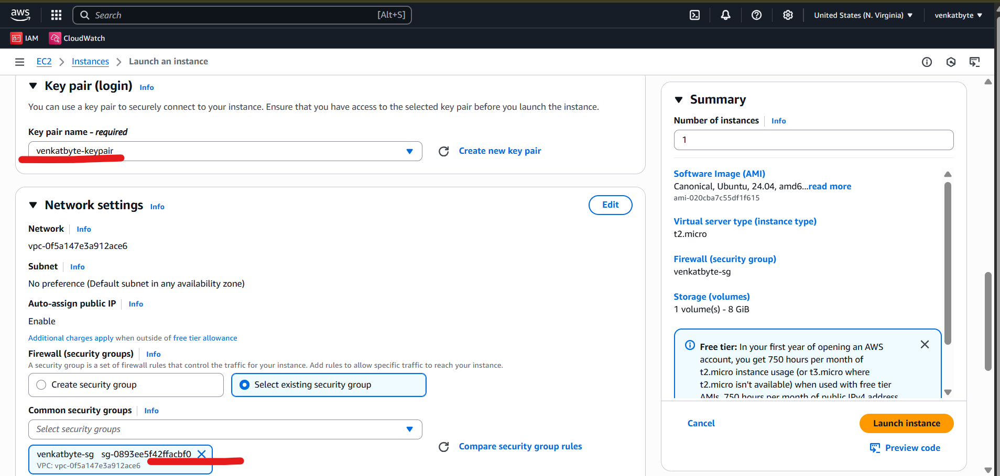 aws
Search [Alt+S]
United States (N. Virginia)
venkatbyte
IAM
CloudWatch
EC2
Instances
Launch an instance
Key pair (login) Info
You can use a key pair to securely connect to your instance. Ensure that you have access to the selected key pair before you launch the instance.
Key pair name - required
venkatbyte-keypair
Create new key pair
Network settings Info
Edit
Network Info
vpc-0f5a147e3a912ace6
Subnet Info
No preference (Default subnet in any availability zone)
Auto-assign public IP Info
Enable
Additional charges apply when outside of free tier allowance
Firewall (security groups) Info
A security group is a set of firewall rules that control the traffic for your instance. Add rules to allow specific traffic to reach your instance.
Create security group
Select existing security group
Common security groups Info
Select security groups
Compare security group rules
venkatbyte-sg sg-0893ee5f42ffacbf0
VPC: vpc-0f5a147e3a912ace6
Summary
Number of instances Info
1
Software Image (AMI)
Canonical, Ubuntu, 24.04, amd6...read more
ami-020cba7c55df1f615
Virtual server type (instance type)
t2.micro
Firewall (security group)
venkatbyte-sg
Storage (volumes)
1 volume(s) - 8 GiB
Free tier: In your first year of opening an AWS
account, you get 750 hours per month of
t2.micro instance usage (or t3.micro where
t2.micro isn't available) when used with free tier
AMIs, 750 hours per month of public IPv4 address
Cancel
Launch instance
Preview code